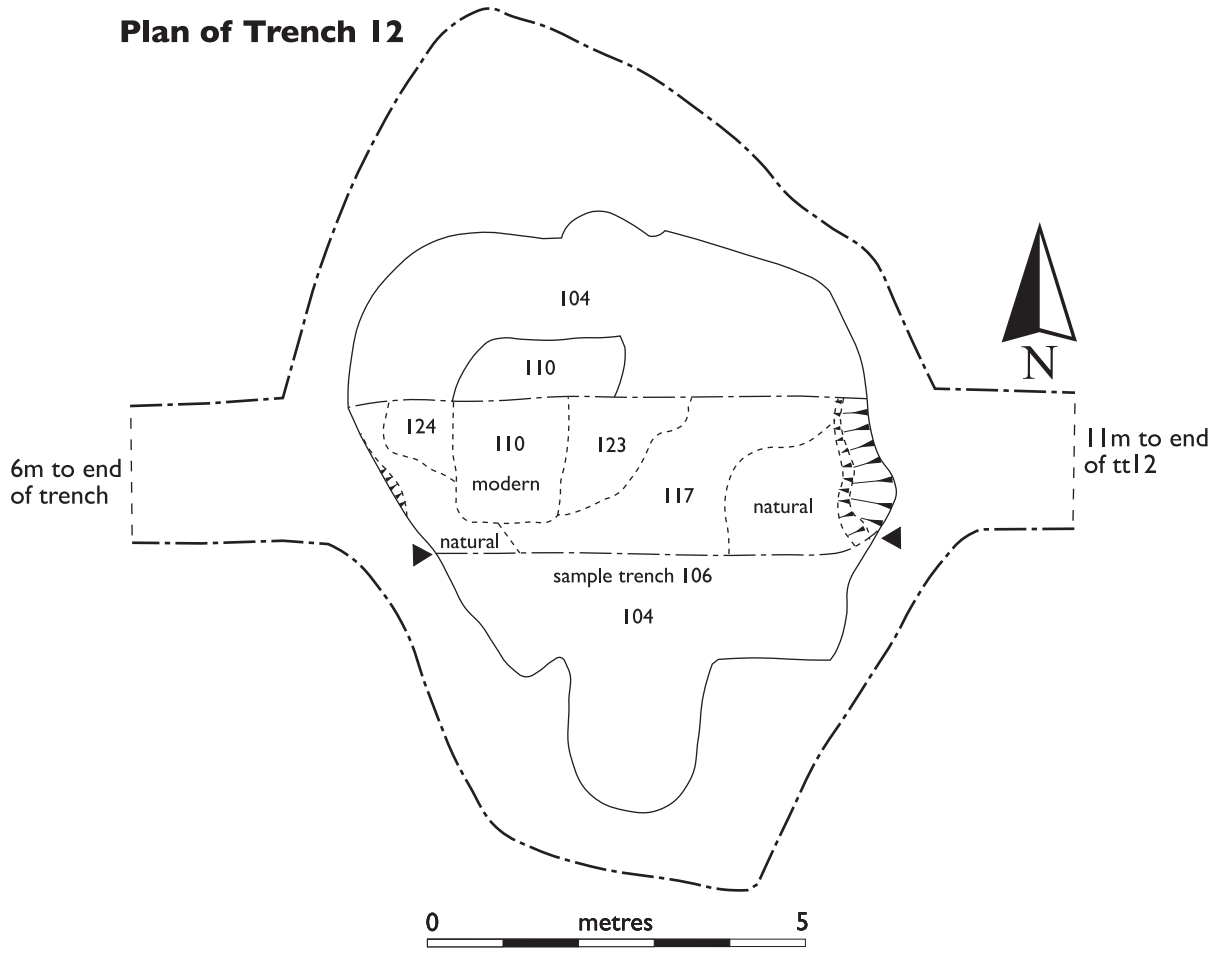 Plan of Trench 12
104
110
N
124
110
123
modern
117
natural
6m to end
of trench
11m to end
of tt12
natural
sample trench 106
104
0 metres 5